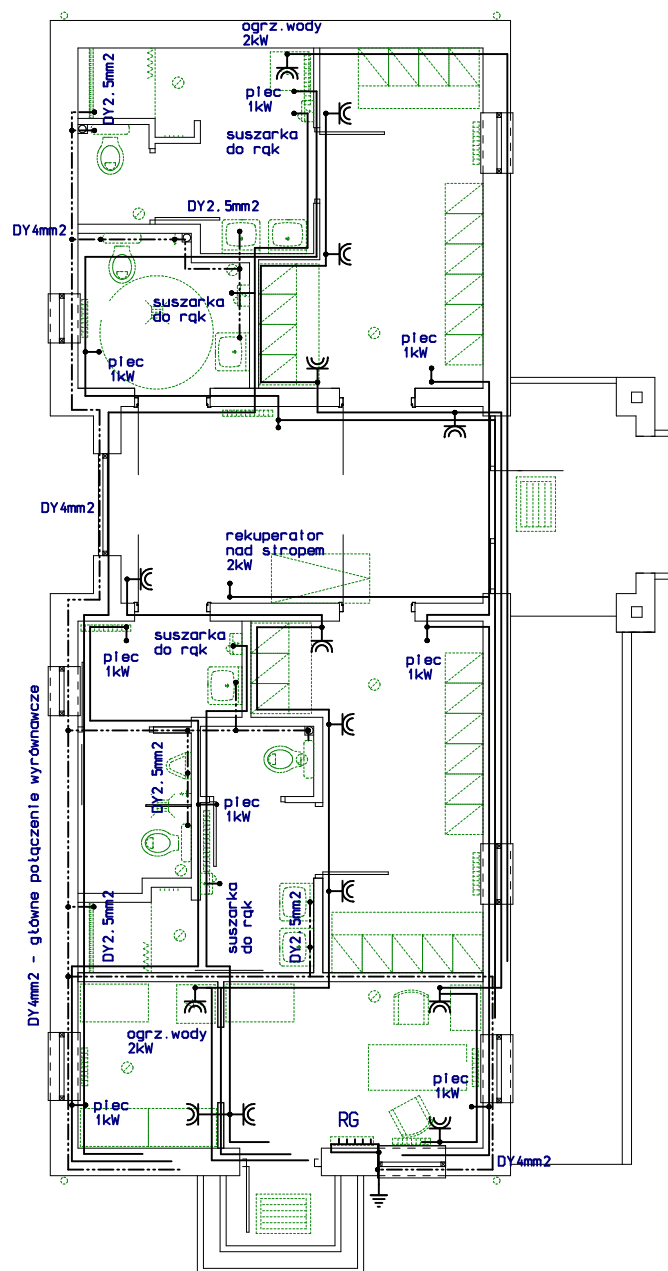 ogrz.wody
2kW
DY2.5mm2
piec
1kW
suszarka
do rąk
DY2.5mm2
DY4mm2
suszarka
do rąk
piec
1kW
piec
1kW
DY4mm2
rekuperator
nad stropem
2kW
suszarka
do rąk
piec
1kW
piec
1kW
DY4mm2 - główne połączenie wyrównawcze
DY2.5mm2
piec
1kW
DY2.5mm2
suszarka
do rąk
DY2.5mm2
ogrz.wody
2kW
piec
1kW
piec
1kW
RG
DY4mm2